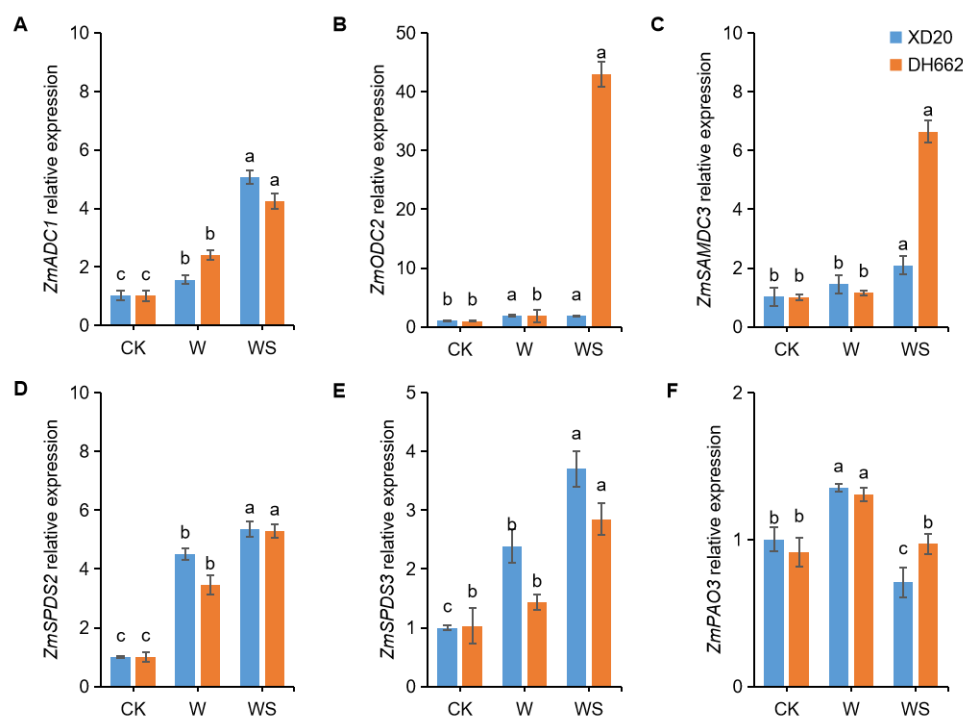 A
ZmADC1 relative expression
10
8
6
4
2
0
c
c
b
b
a
a
CK
W
WS
B
ZmODC2 relative expression
50
40
30
20
10
0
b
b
a
b
a
a
CK
W
WS
C
ZmSAMDC3 relative expression
10
8
6
4
2
0
b
b
b
b
a
a
CK
W
WS
XD20
DH662
D
ZmSPDS2 relative expression
10
8
6
4
2
0
c
c
b
b
a
a
CK
W
WS
E
ZmSPDS3 relative expression
5
4
3
2
1
0
c
b
b
b
a
a
CK
W
WS
F
ZmPAO3 relative expression
2
1
0
b
b
a
a
c
b
CK
W
WS